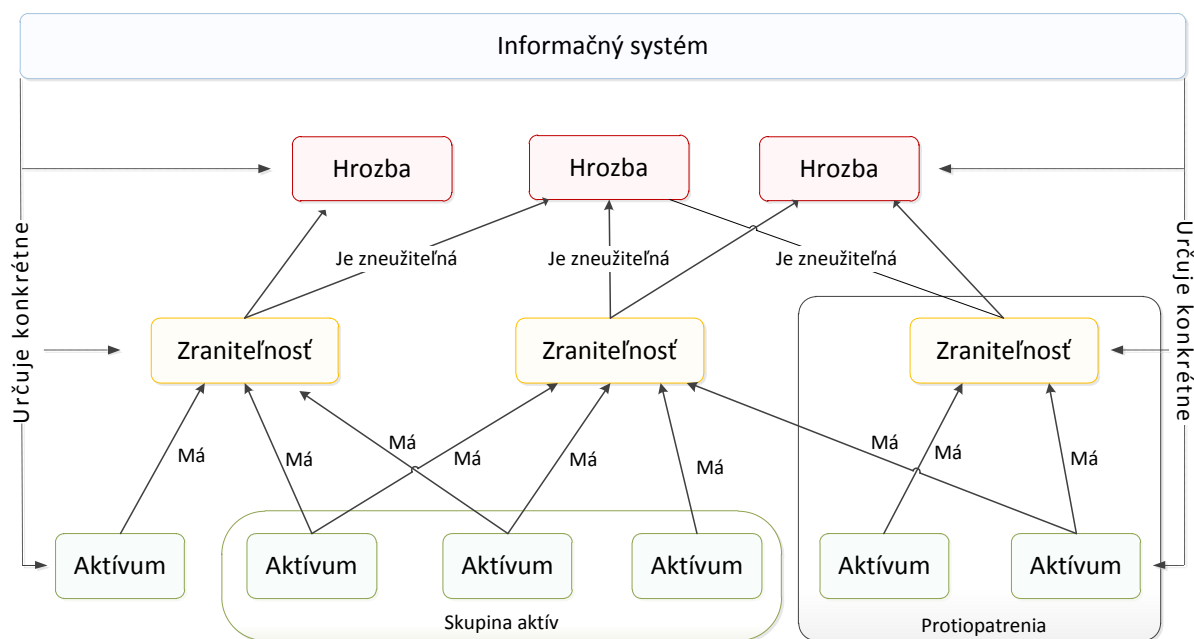 Informačný systém
Hrozba
Hrozba
Hrozba
Je zneužiteľná
Je zneužiteľná
Je zneužiteľná
Určuje konkrétne
Určuje konkrétne
Zraniteľnosť
Zraniteľnosť
Zraniteľnosť
Má
Má
Má
Má
Má
Má
Má
Má
Má
Aktívum
Aktívum
Aktívum
Aktívum
Aktívum
Aktívum
Skupina aktív
Protiopatrenia